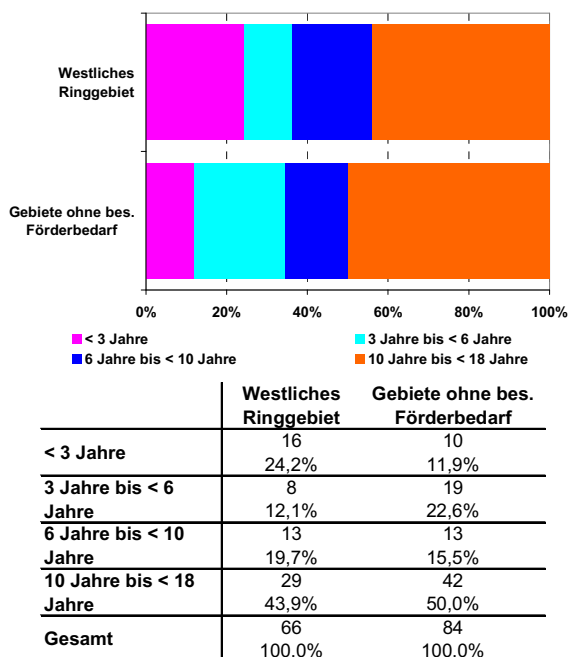 Westliches
Ringgebiet
Gebiete ohne bes.
Förderbedarf
0% 20% 40% 60% 80% 100%
< 3 Jahre 3 Jahre bis < 6 Jahre
6 Jahre bis < 10 Jahre 10 Jahre bis < 18 Jahre
Westliches Gebiete ohne bes.
Ringgebiet Förderbedarf
< 3 Jahre 16 10
24,2% 11,9%
3 Jahre bis < 6 8 19
Jahre 12,1% 22,6%
6 Jahre bis < 10 13 13
Jahre 19,7% 15,5%
10 Jahre bis < 18 29 42
Jahre 43,9% 50,0%
Gesamt 66 84
100,0% 100,0%